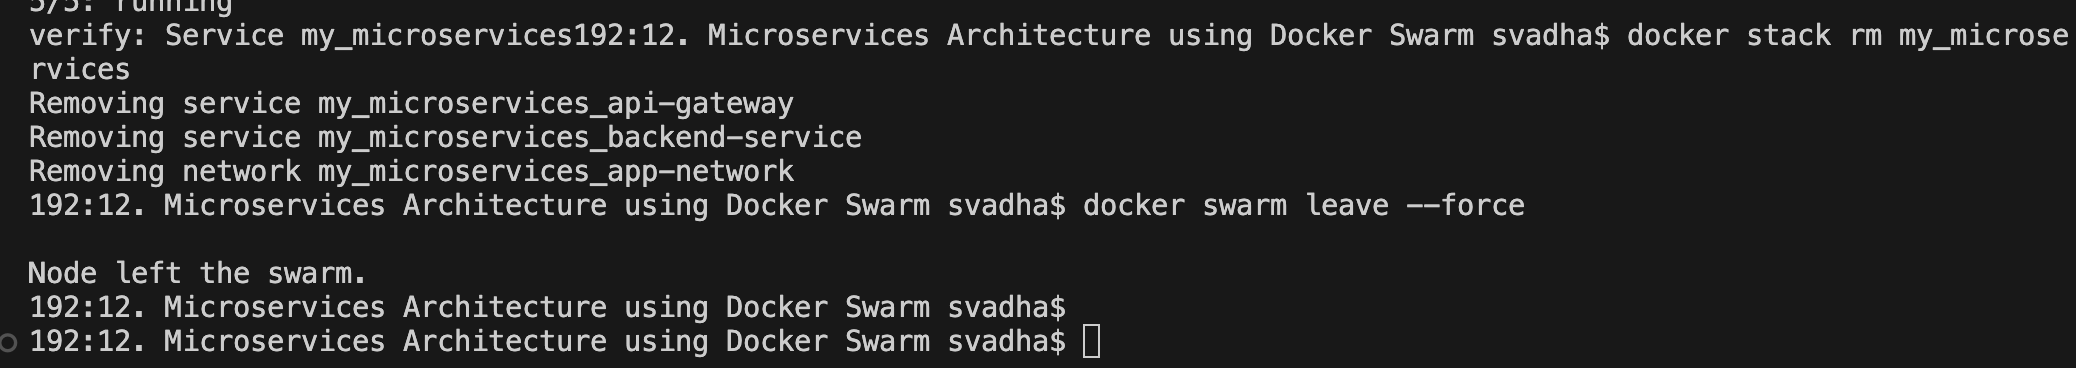 5/5: running
verify: Service my_microservices192:12. Microservices Architecture using Docker Swarm svadha$ docker stack rm my_microse
rvices
Removing service my_microservices_api-gateway
Removing service my_microservices_backend-service
Removing network my_microservices_app-network
192:12. Microservices Architecture using Docker Swarm svadha$ docker swarm leave --force
Node left the swarm.
192:12. Microservices Architecture using Docker Swarm svadha$
192:12. Microservices Architecture using Docker Swarm svadha$